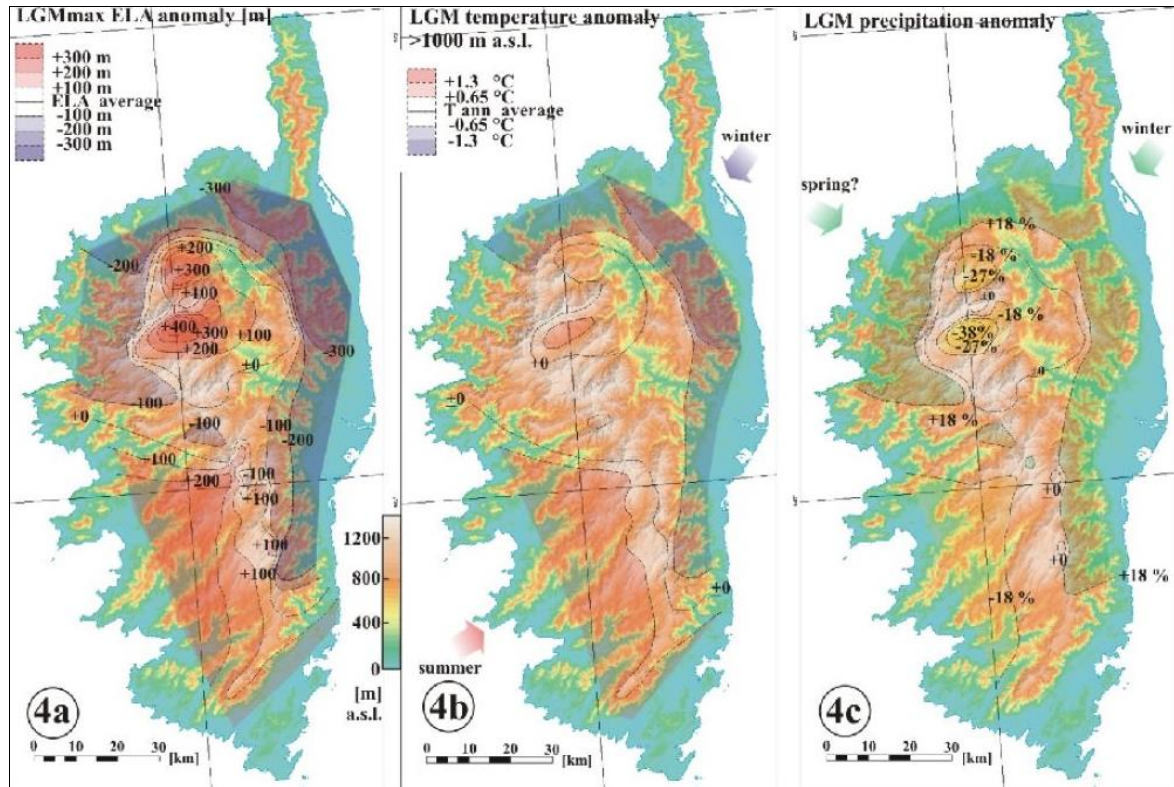 LGMmax ELA anomaly [m]
+300 m
+200 m
+100 m
ELA average
-100 m
-200 m
-300 m
-300
-200
+200
+300
+100
+400
+300
+200
+100
±0
-300
-100
±0
-100
-100
-200
+100
+200
-100
-100
+100
+100
1200
800
400
0
[m]
a.s.l.
4a
0 10 20 30
[km]
LGM temperature anomaly
>1000 m a.s.l.
+1.3 °C
+0.65 °C
T ann average
-0.65 °C
-1.3 °C
winter
±0
±0
±0
summer
4b
0 10 20 30
[km]
LGM precipitation anomaly
winter
spring?
+18 %
-18 %
-27%
±0
-18 %
-38%
-27%
±0
+18 %
±0
±0
+18 %
-18 %
4c
0 10 20 30
[km]